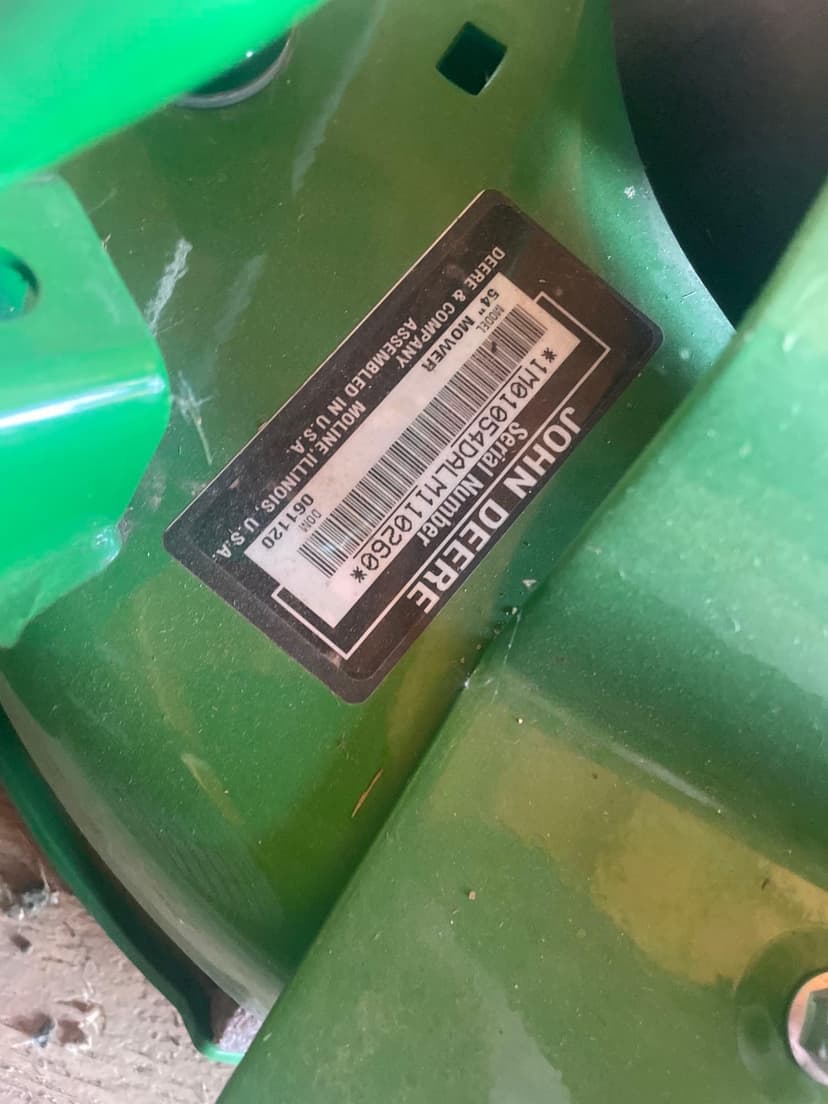 JOHN DEERE
Serial Number
*1M01054DALM110260*
MODEL
54" MOWER
DOM
061120
DEERE & COMPANY MOLINE, ILLINOIS, U.S.A.
ASSEMBLED IN U.S.A.